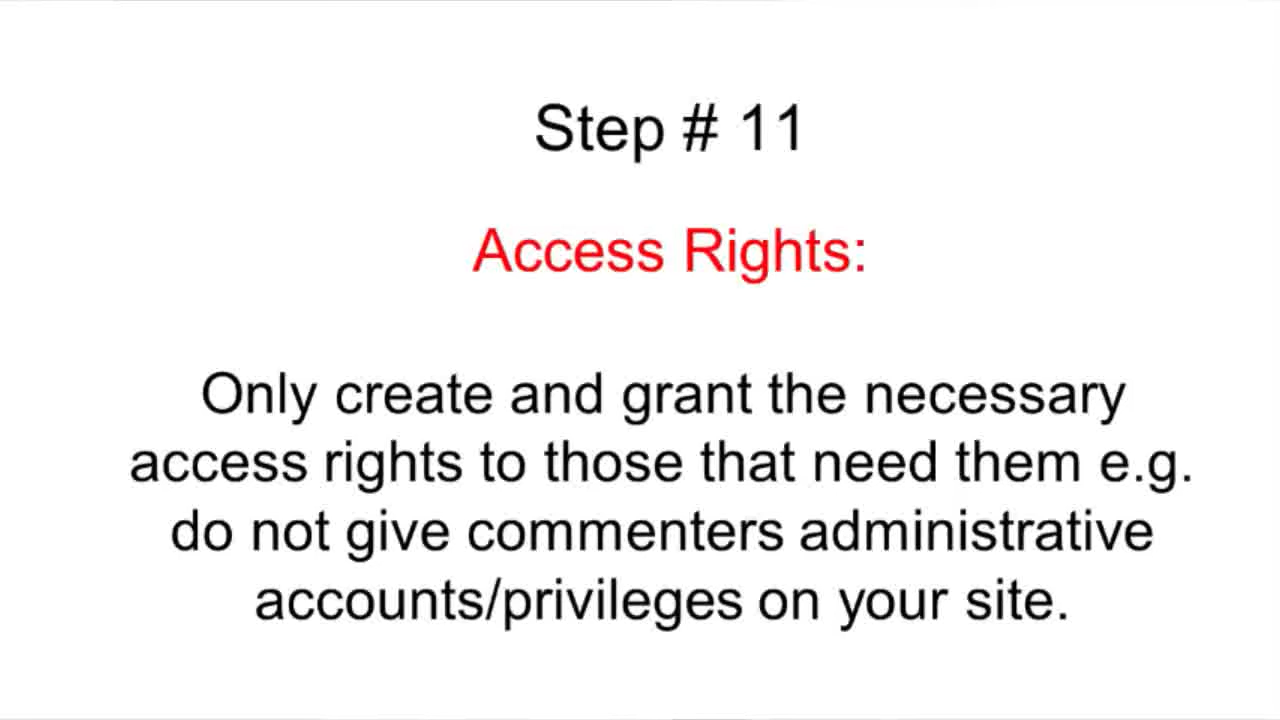 Step # 11
Access Rights:
Only create and grant the necessary
access rights to those that need them e.g.
do not give commenters administrative
accounts/privileges on your site.